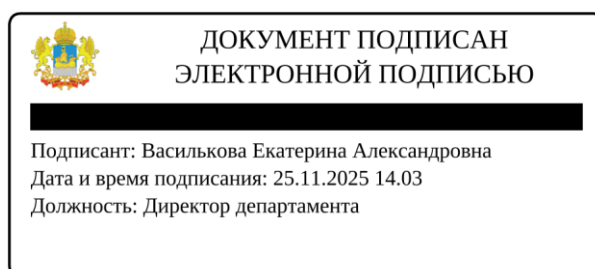 ДОКУМЕНТ ПОДПИСАН
ЭЛЕКТРОННОЙ ПОДПИСЬЮ
Подписант: Василькова Екатерина Александровна
Дата и время подписания: 25.11.2025 14.03
Должность: Директор департамента